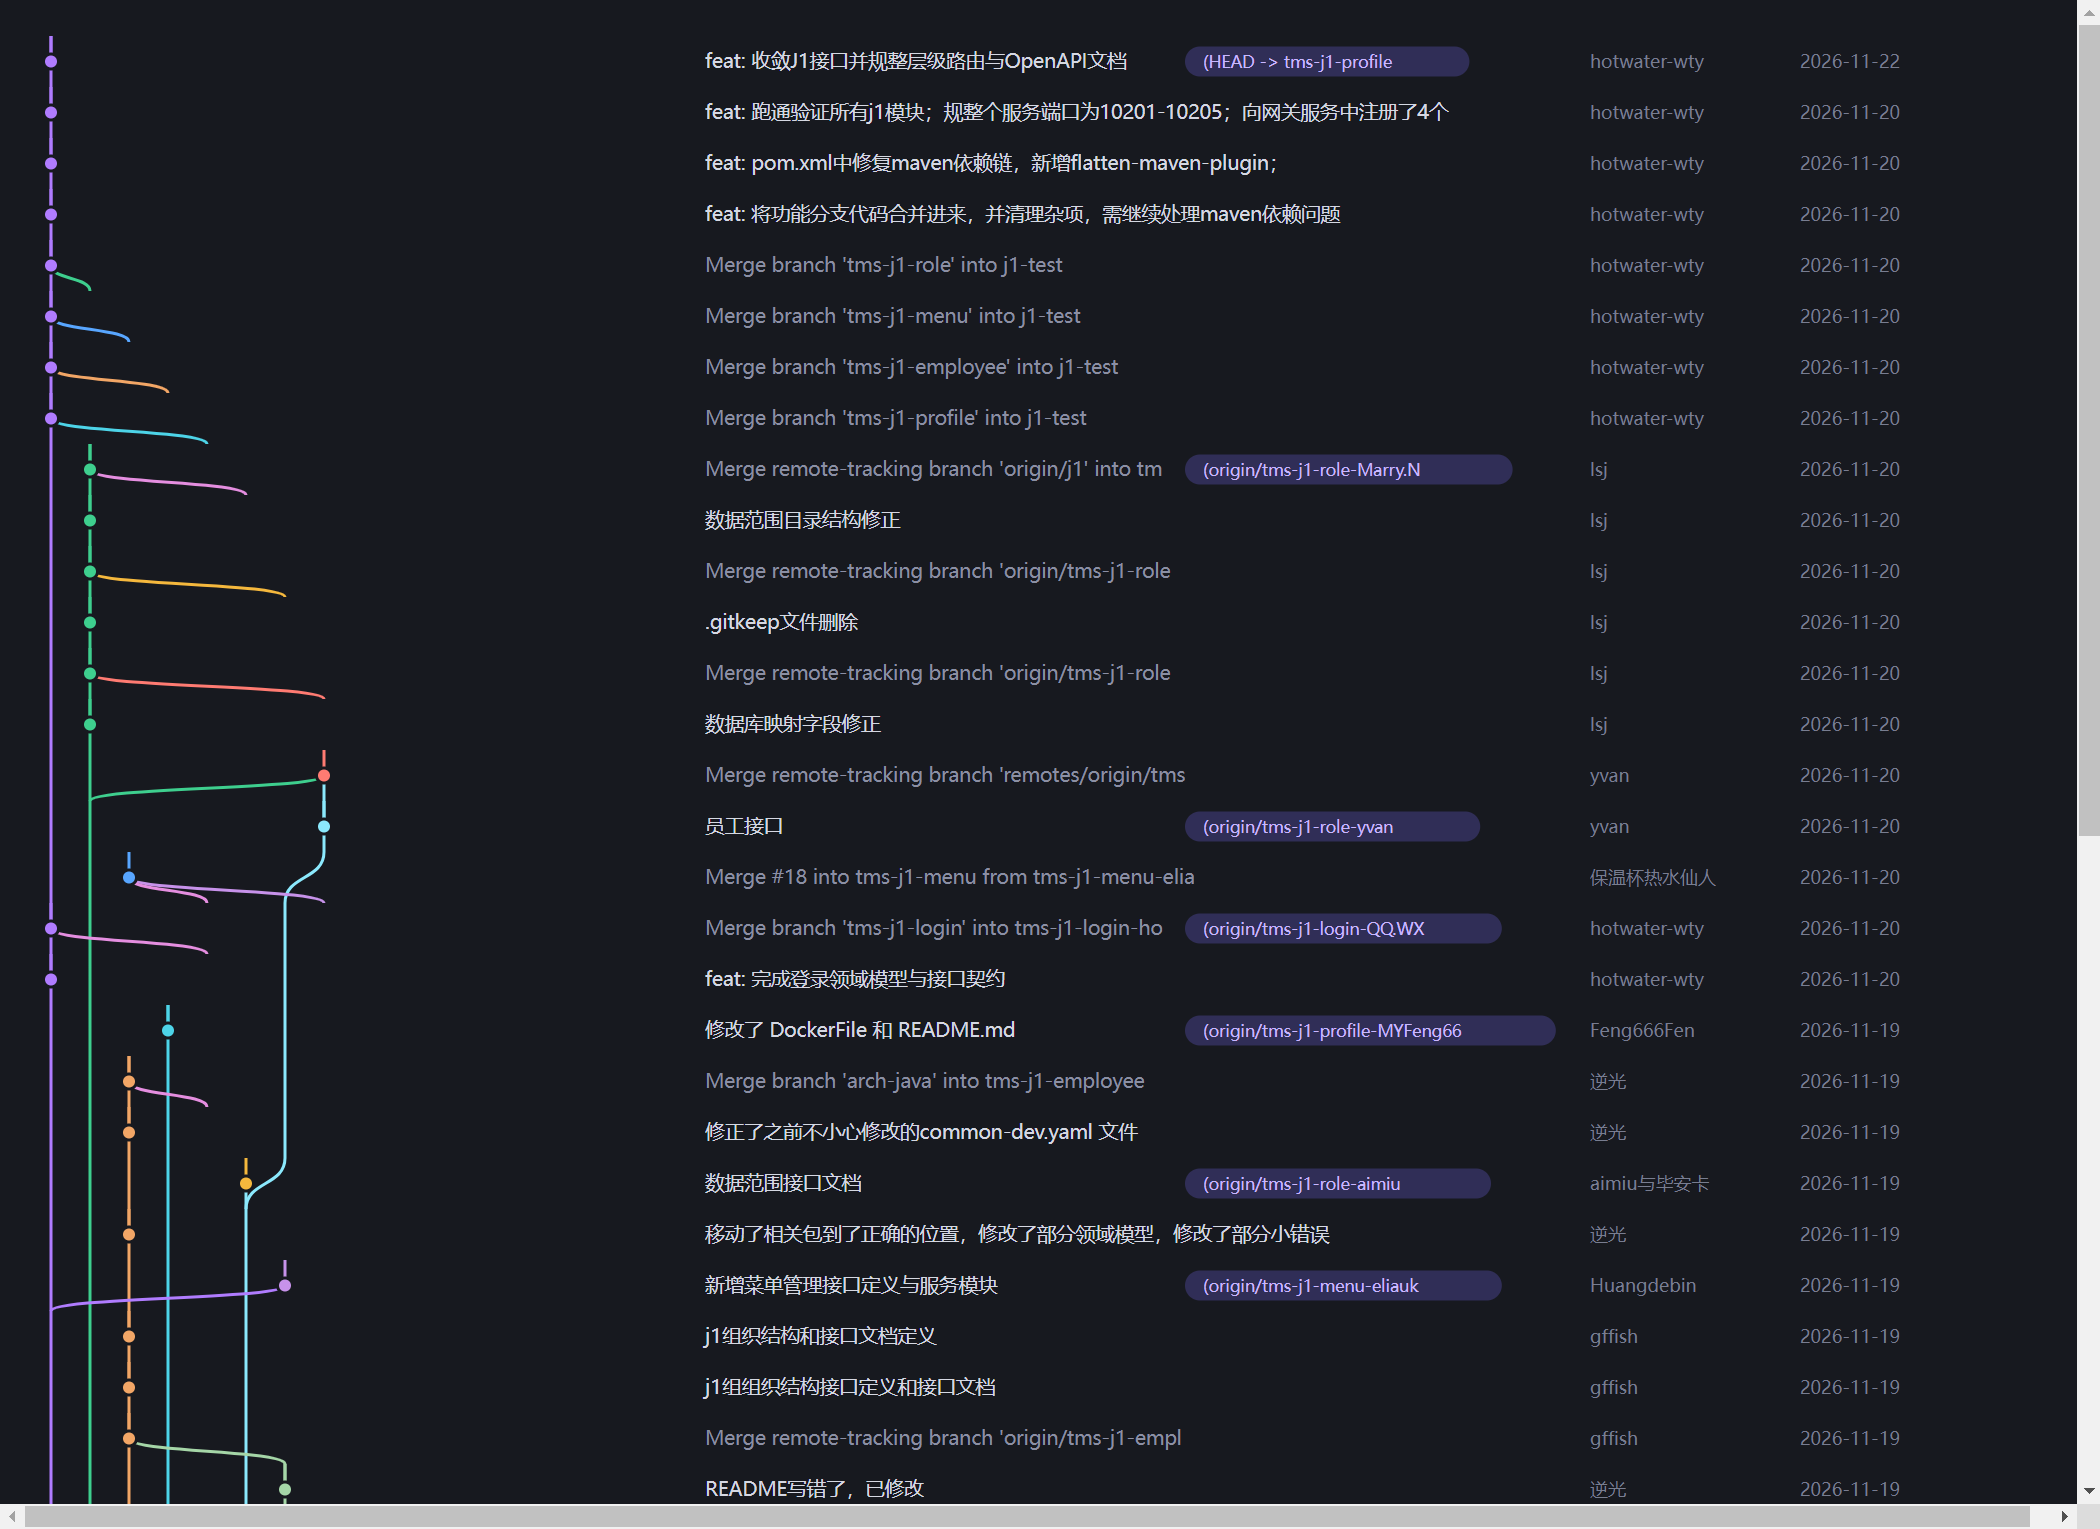 feat: 收敛J1接口并规整层级路由与OpenAPI文档 (HEAD -> tms-j1-profile hotwater-wty 2026-11-22
feat: 跑通验证所有j1模块；规整个服务端口为10201-10205；向网关服务中注册了4个 hotwater-wty 2026-11-20
feat: pom.xml中修复maven依赖链，新增flatten-maven-plugin； hotwater-wty 2026-11-20
feat: 将功能分支代码合并进来，并清理杂项，需继续处理maven依赖问题 hotwater-wty 2026-11-20
Merge branch 'tms-j1-role' into j1-test hotwater-wty 2026-11-20
Merge branch 'tms-j1-menu' into j1-test hotwater-wty 2026-11-20
Merge branch 'tms-j1-employee' into j1-test hotwater-wty 2026-11-20
Merge branch 'tms-j1-profile' into j1-test hotwater-wty 2026-11-20
Merge remote-tracking branch 'origin/j1' into tm (origin/tms-j1-role-Marry.N lsj 2026-11-20
数据范围目录结构修正 lsj 2026-11-20
Merge remote-tracking branch 'origin/tms-j1-role lsj 2026-11-20
.gitkeep文件删除 lsj 2026-11-20
Merge remote-tracking branch 'origin/tms-j1-role lsj 2026-11-20
数据库映射字段修正 lsj 2026-11-20
Merge remote-tracking branch 'remotes/origin/tms yvan 2026-11-20
员工接口 (origin/tms-j1-role-yvan yvan 2026-11-20
Merge #18 into tms-j1-menu from tms-j1-menu-elia 保温杯热水仙人 2026-11-20
Merge branch 'tms-j1-login' into tms-j1-login-ho (origin/tms-j1-login-QQ.WX hotwater-wty 2026-11-20
feat: 完成登录领域模型与接口契约 hotwater-wty 2026-11-20
修改了 DockerFile 和 README.md (origin/tms-j1-profile-MYFeng66 Feng666Fen 2026-11-19
Merge branch 'arch-java' into tms-j1-employee 逆光 2026-11-19
修正了之前不小心修改的common-dev.yaml 文件 逆光 2026-11-19
数据范围接口文档 (origin/tms-j1-role-aimiu aimiu与毕安卡 2026-11-19
移动了相关包到了正确的位置，修改了部分领域模型，修改了部分小错误 逆光 2026-11-19
新增菜单管理接口定义与服务模块 (origin/tms-j1-menu-eliauk Huangdebin 2026-11-19
j1组织结构和接口文档定义 gffish 2026-11-19
j1组组织结构接口定义和接口文档 gffish 2026-11-19
Merge remote-tracking branch 'origin/tms-j1-empl gffish 2026-11-19
README写错了，已修改 逆光 2026-11-19